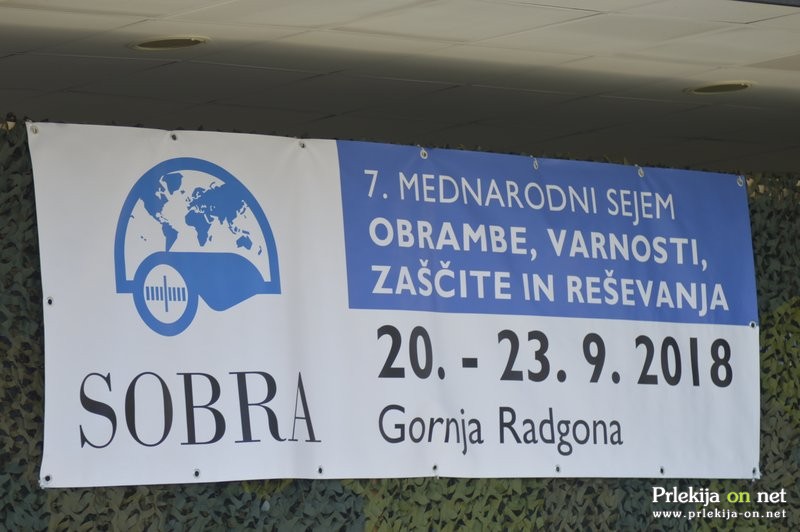 7. MEDNARODNI SEJEM
OBRAMBE, VARNOSTI,
ZAŠČITE IN REŠEVANJA
20. - 23. 9. 2018
Gornja Radgona
SOBRA
Prlekija on net
www.prlekija-on.net